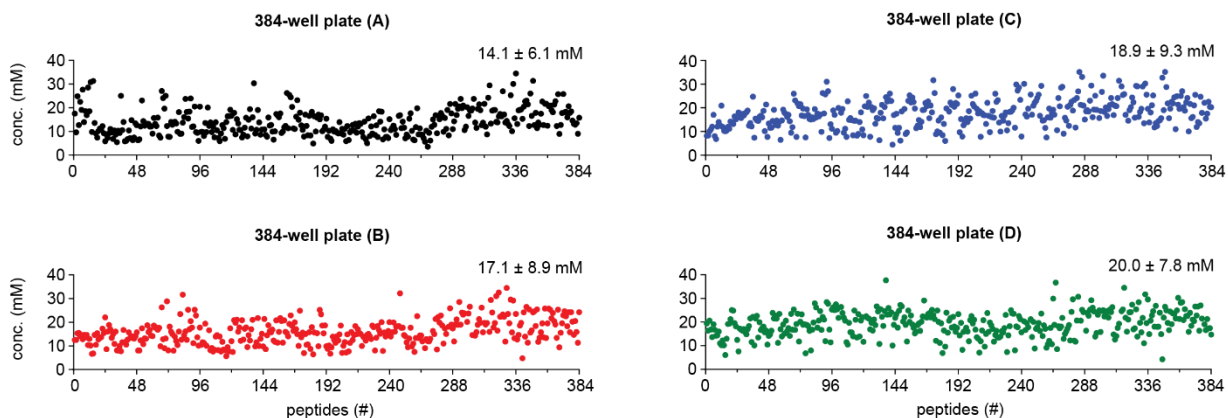 384-well plate (A)
14.1 ± 6.1 mM
conc. (mM)
40
30
20
10
0
0 48 96 144 192 240 288 336 384
384-well plate (C)
18.9 ± 9.3 mM
40
30
20
10
0
0 48 96 144 192 240 288 336 384
384-well plate (B)
17.1 ± 8.9 mM
conc. (mM)
40
30
20
10
0
0 48 96 144 192 240 288 336 384
peptides (#)
384-well plate (D)
20.0 ± 7.8 mM
40
30
20
10
0
0 48 96 144 192 240 288 336 384
peptides (#)